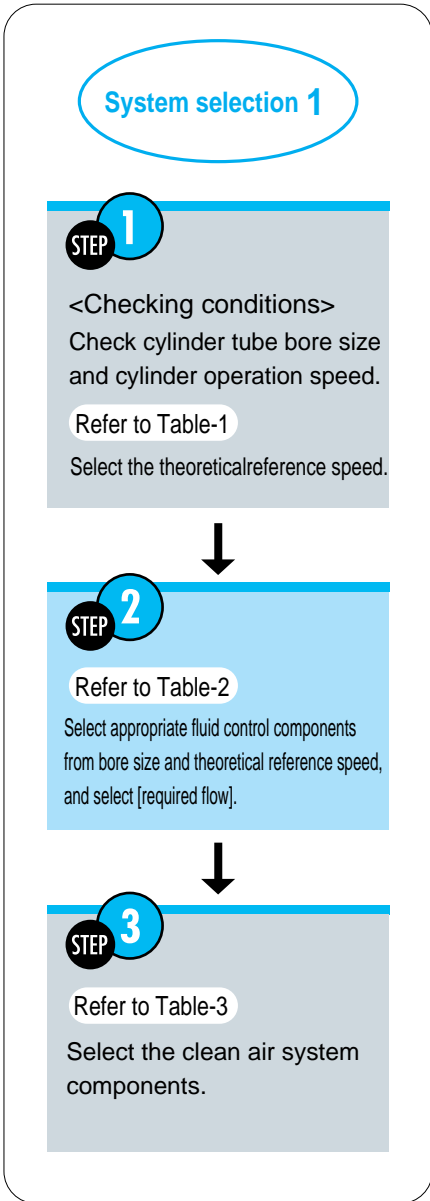 System selection 1
STEP 1
<Checking conditions>
Check cylinder tube bore size
and cylinder operation speed.
Refer to Table-1
Select the theoreticalreference speed.
STEP 2
Refer to Table-2
Select appropriate fluid control components
from bore size and theoretical reference speed,
and select [required flow].
STEP 3
Refer to Table-3
Select the clean air system
components.